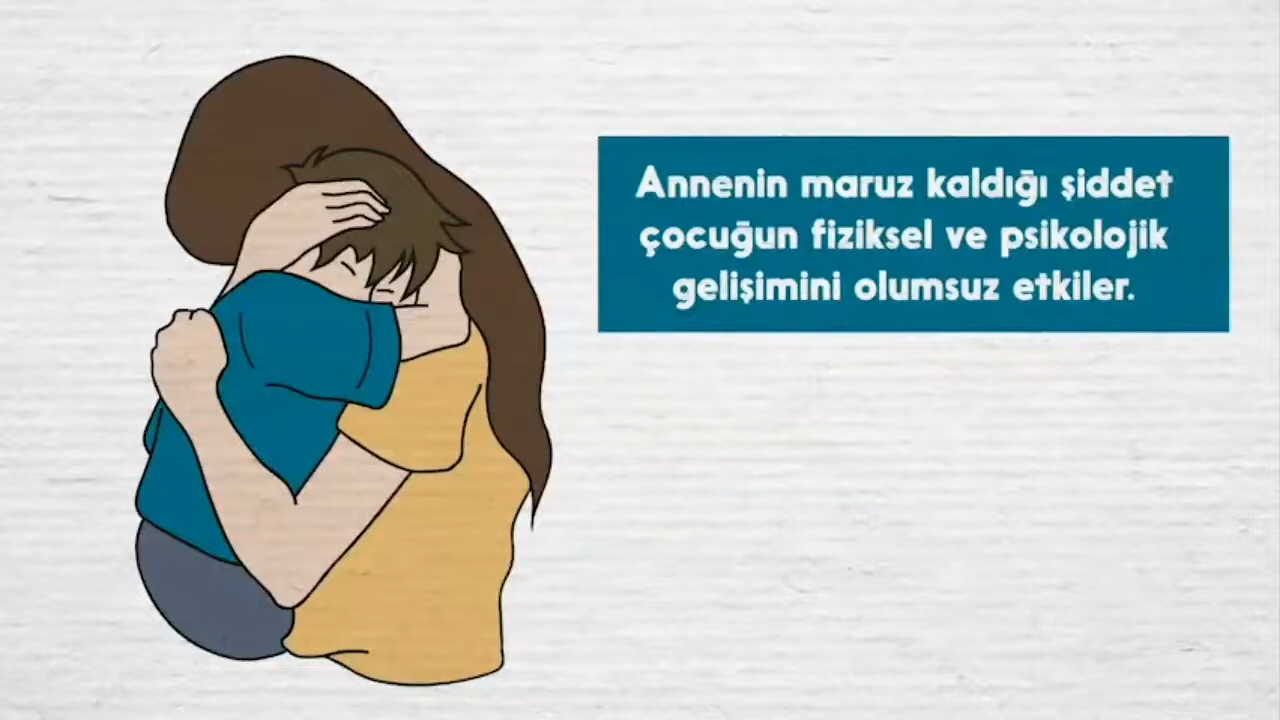 Annenin maruz kaldığı şiddet
çocuğun fiziksel ve psikolojik
gelişimini olumsuz etkiler.